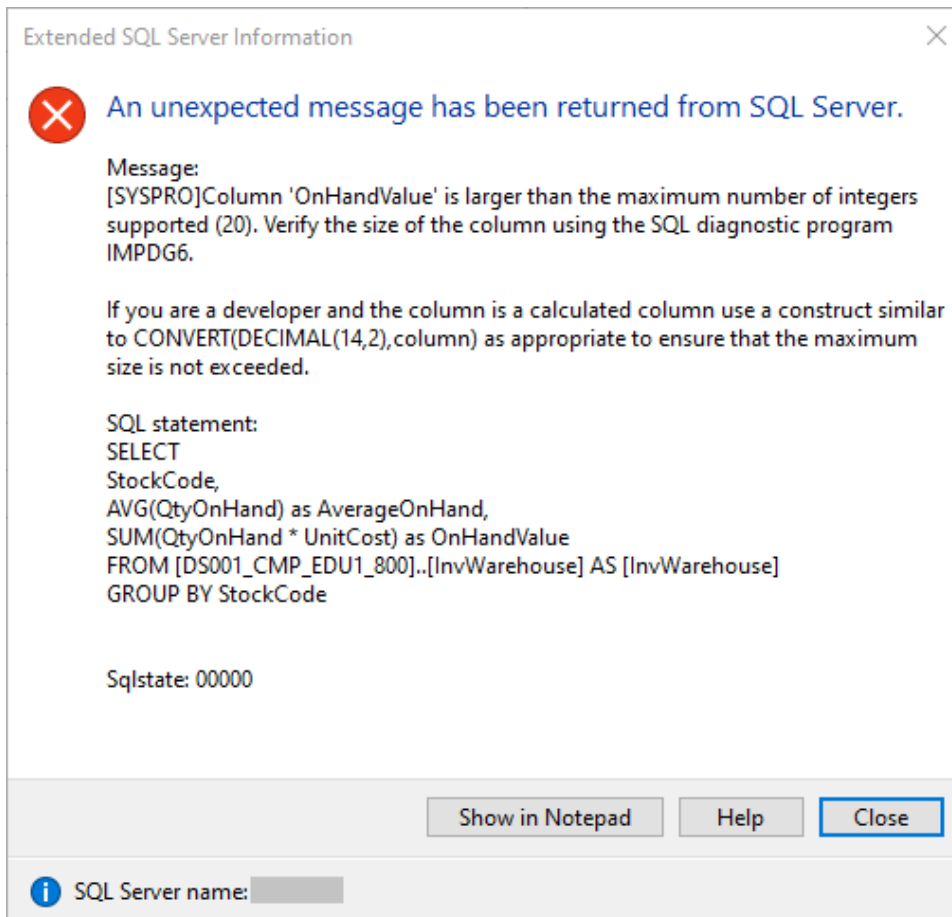 Extended SQL Server Information
An unexpected message has been returned from SQL Server.
Message:
[SYSPRO]Column 'OnHandValue' is larger than the maximum number of integers
supported (20). Verify the size of the column using the SQL diagnostic program
IMPDG6.
If you are a developer and the column is a calculated column use a construct similar
to CONVERT(DECIMAL(14,2),column) as appropriate to ensure that the maximum
size is not exceeded.
SQL statement:
SELECT
StockCode,
AVG(QtyOnHand) as AverageOnHand,
SUM(QtyOnHand * UnitCost) as OnHandValue
FROM [DS001_CMP_EDU1_800]..[InvWarehouse] AS [InvWarehouse]
GROUP BY StockCode
Sqlstate: 00000
Show in Notepad Help Close
SQL Server name: